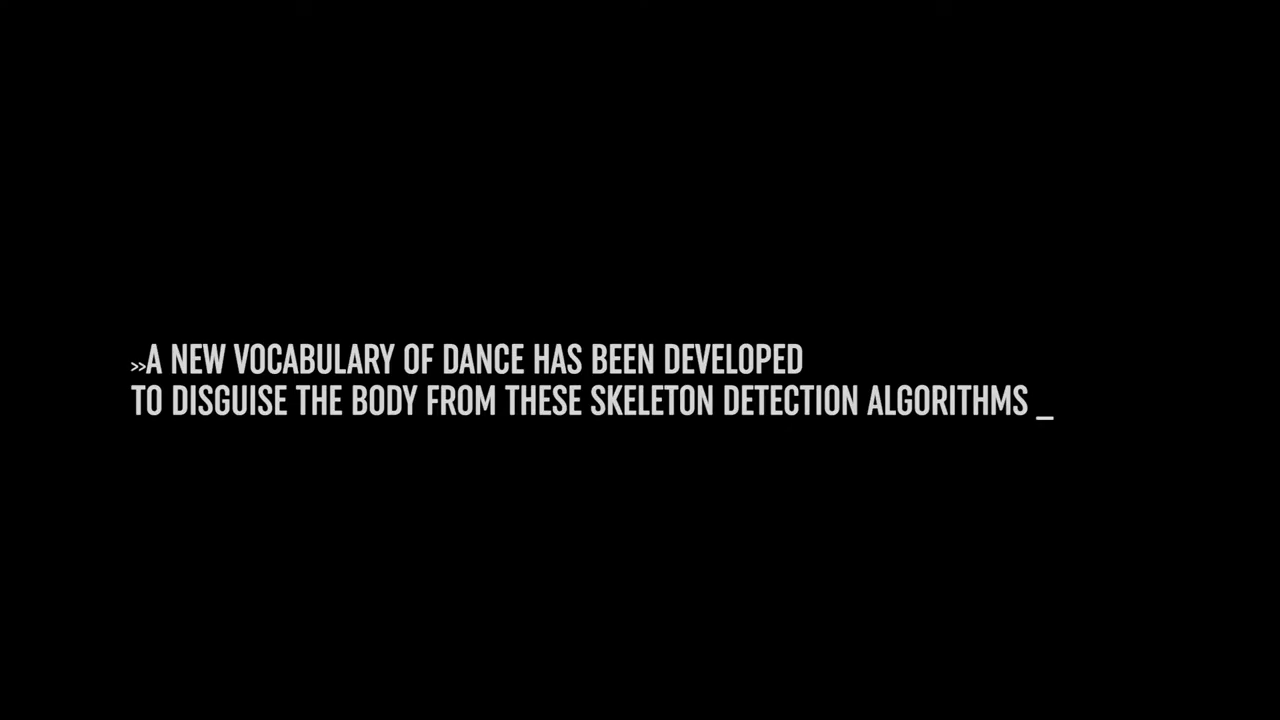 >>A NEW VOCABULARY OF DANCE HAS BEEN DEVELOPED
TO DISGUISE THE BODY FROM THESE SKELETON DETECTION ALGORITHMS _